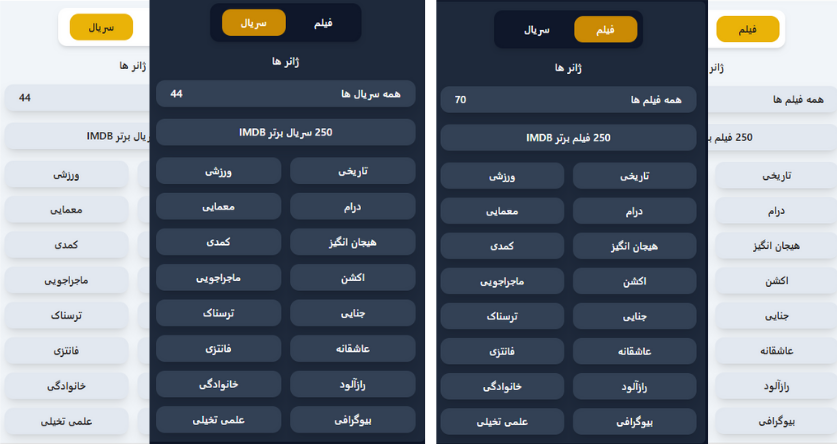 فیلم
ژانر
همه فیلم ها
250 فیلم
تاریخی
درام
هیجان انگیز
اکشن
جنایی
عاشقانه
رازآلود
بیوگرافی
فیلم سریال
ژانر ها
همه فیلم ها 70
250 فیلم برتر IMDB
تاریخی ورزشی
درام معمایی
هیجان انگیز کمدی
اکشن ماجراجویی
جنایی ترسناک
عاشقانه فانتزی
رازآلود خانوادگی
بیوگرافی علمی تخیلی
فیلم سریال
ژانر ها
همه سریال ها 44
250 سریال برتر IMDB
تاریخی ورزشی
درام معمایی
هیجان انگیز کمدی
اکشن ماجراجویی
جنایی ترسناک
عاشقانه فانتزی
رازآلود خانوادگی
بیوگرافی علمی تخیلی
سریال
ژانر ها
44
ریال برتر IMDB
ورزشی
معمایی
کمدی
ماجراجویی
ترسناک
فانتزی
خانوادگی
علمی تخیلی